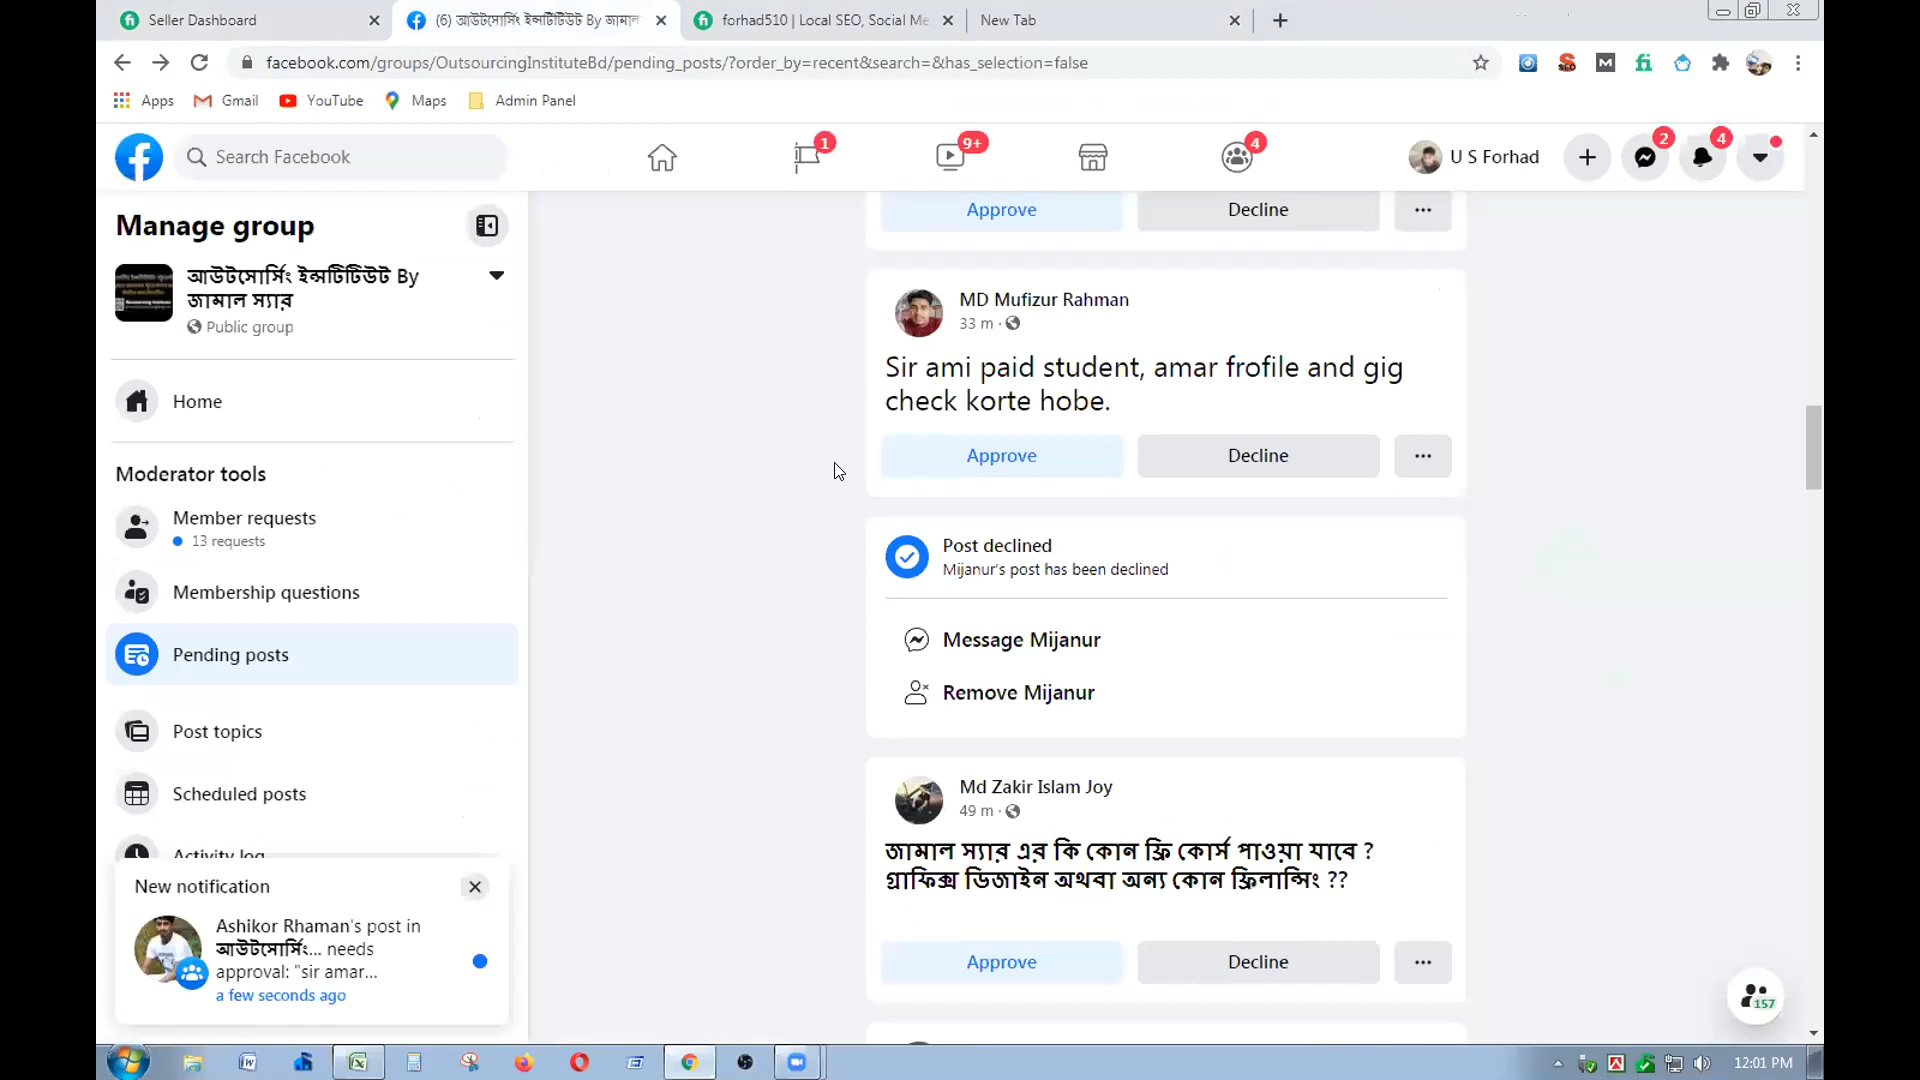 Seller Dashboard
(6) আউটসোর্সিং ইন্সটিটিউট By জামাল
forhad510 | Local SEO, Social Me
New Tab
facebook.com/groups/OutsourcingInstituteBd/pending_posts/?order_by=recent&search=&has_selection=false
Apps
Gmail
YouTube
Maps
Admin Panel
Search Facebook
1
9+
4
U S Forhad
2
4
Manage group
আউটসোর্সিং ইন্সটিটিউট By
জামাল স্যার
Public group
Home
Moderator tools
Member requests
13 requests
Membership questions
Pending posts
Post topics
Scheduled posts
Activity log
New notification
Ashikor Rhaman's post in
আউটসোর্সিং... needs
approval: "sir amar...
a few seconds ago
Approve
Decline
MD Mufizur Rahman
33 m
Sir ami paid student, amar frofile and gig
check korte hobe.
Approve
Decline
Post declined
Mijanur's post has been declined
Message Mijanur
Remove Mijanur
Md Zakir Islam Joy
49 m
জামাল স্যার এর কি কোন ফ্রি কোর্স পাওয়া যাবে ?
গ্রাফিক্স ডিজাইন অথবা অন্য কোন ফ্রিলান্সিং ??
Approve
Decline
157
12:01 PM